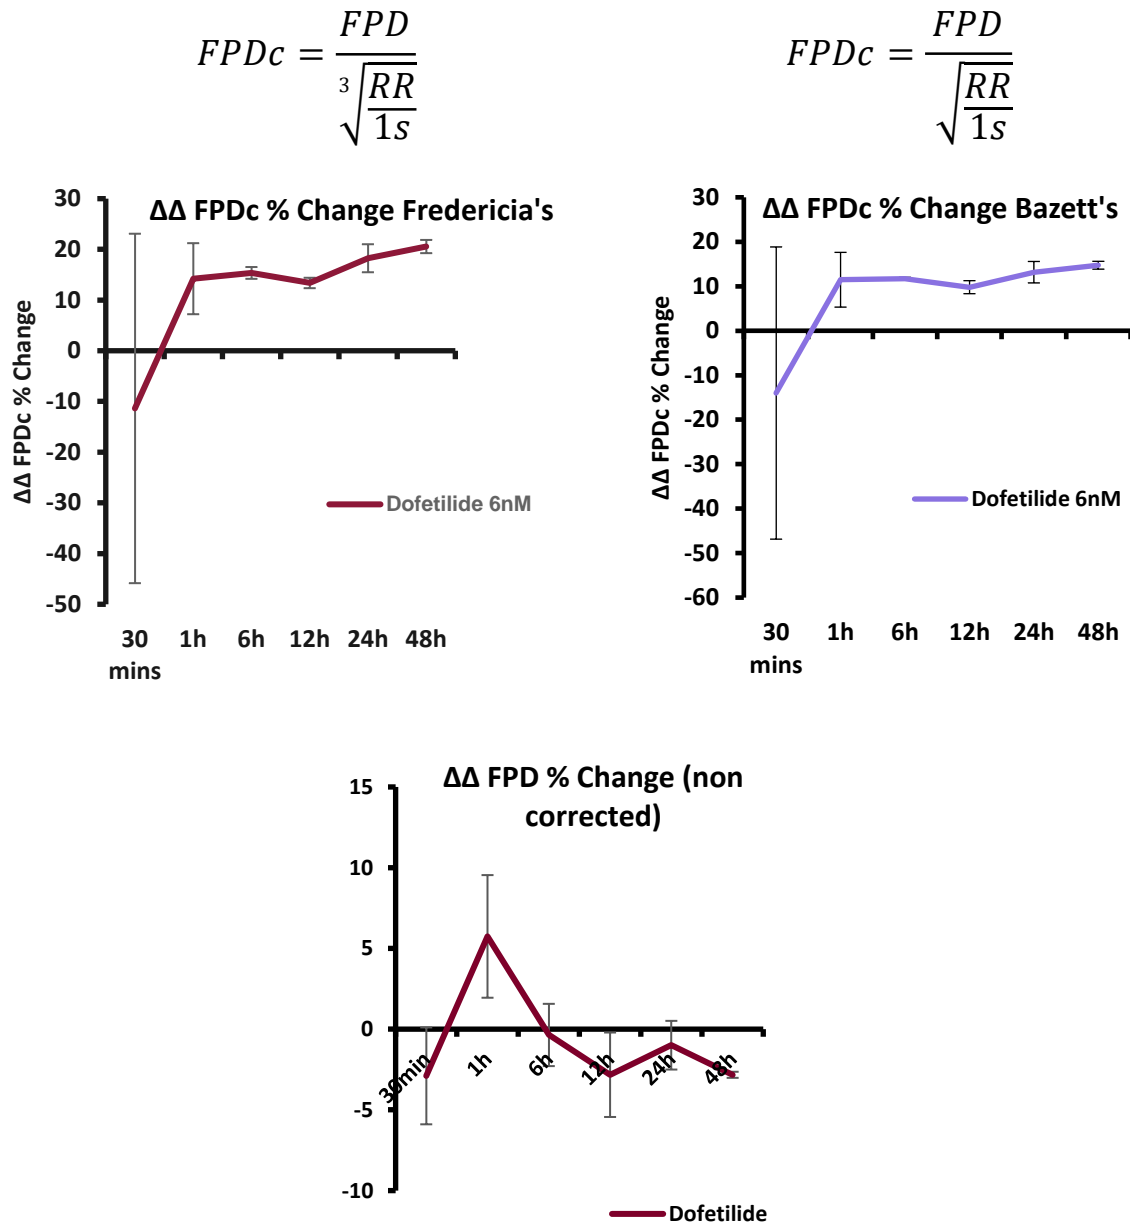 FPDc = FPD / ∛(RR/1s)
FPDc = FPD / √(RR/1s)
ΔΔ FPDc % Change Fredericia's
30
20
10
0
-10
-20
-30
-40
-50
ΔΔ FPDc % Change
Dofetilide 6nM
30 mins
1h
6h
12h
24h
48h
ΔΔ FPDc % Change Bazett's
30
20
10
0
-10
-20
-30
-40
-50
-60
ΔΔ FPDc % Change
Dofetilide 6nM
30 mins
1h
6h
12h
24h
48h
ΔΔ FPD % Change (non
corrected)
15
10
5
0
-5
-10
30min
1h
6h
12h
24h
48h
Dofetilide